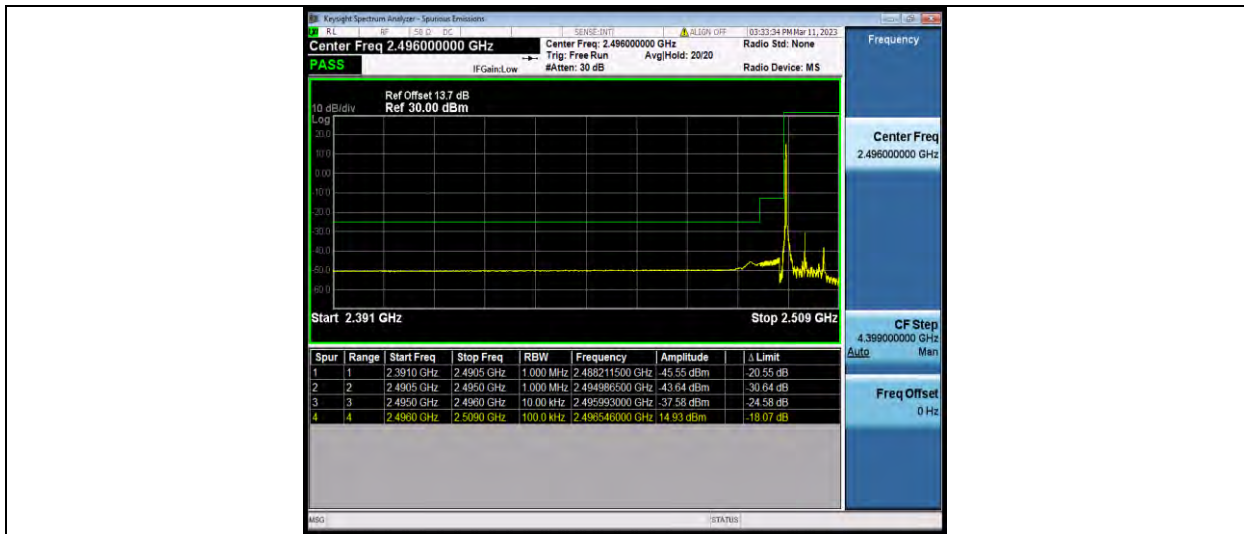 Keysight Spectrum Analyzer - Spurious Emissions
RL RF 50 Ω DC SENSE:INT ALIGN OFF 03:33:34 PM Mar 11, 2023
Center Freq 2.496000000 GHz Center Freq: 2.496000000 GHz Radio Std: None Frequency
Trig: Free Run Avg|Hold: 20/20
PASS IFGain:Low #Atten: 30 dB Radio Device: MS
Ref Offset 13.7 dB
10 dB/div Ref 30.00 dBm
Log
20.0
10.0
0.00
-10.0
-20.0
-30.0
-40.0
-50.0
-60.0
Start 2.391 GHz Stop 2.509 GHz
Center Freq
2.496000000 GHz
CF Step
4.399000000 GHz
Auto Man
Freq Offset
0 Hz
Spur Range Start Freq Stop Freq RBW Frequency Amplitude Δ Limit
1 1 2.3910 GHz 2.4905 GHz 1.000 MHz 2.488211500 GHz -45.55 dBm -20.55 dB
2 2 2.4905 GHz 2.4950 GHz 1.000 MHz 2.494986500 GHz -43.64 dBm -30.64 dB
3 3 2.4950 GHz 2.4960 GHz 10.00 kHz 2.495993000 GHz -37.58 dBm -24.58 dB
4 4 2.4960 GHz 2.5090 GHz 100.0 kHz 2.496546000 GHz 14.93 dBm -18.07 dB
MSG STATUS